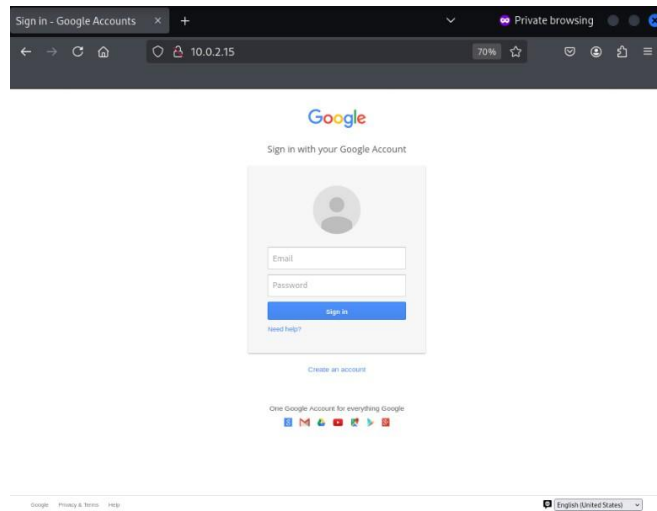 Sign in - Google Accounts
Private browsing
10.0.2.15
70%
Google
Sign in with your Google Account
Email
Password
Sign in
Need help?
Create an account
One Google Account for everything Google
Google Privacy & Terms Help
English (United States)